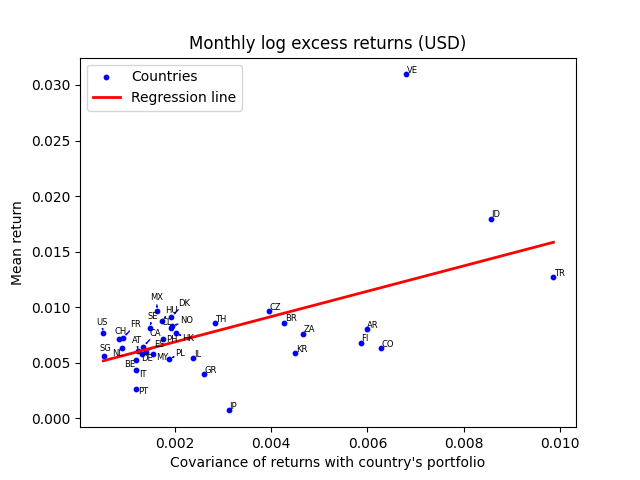 Monthly log excess returns (USD)
Countries
Regression line
Mean return
0.030
0.025
0.020
0.015
0.010
0.005
0.000
VE
ID
TR
MX
DK
HU
SE
NO
US
CH
FR
CA
AT
HK
PH
ES
SG
NL
DE
MY
PL
IL
BE
IT
PT
GR
TH
CZ
BR
ZA
KR
AR
FI
CO
JP
0.002
0.004
0.006
0.008
0.010
Covariance of returns with country's portfolio